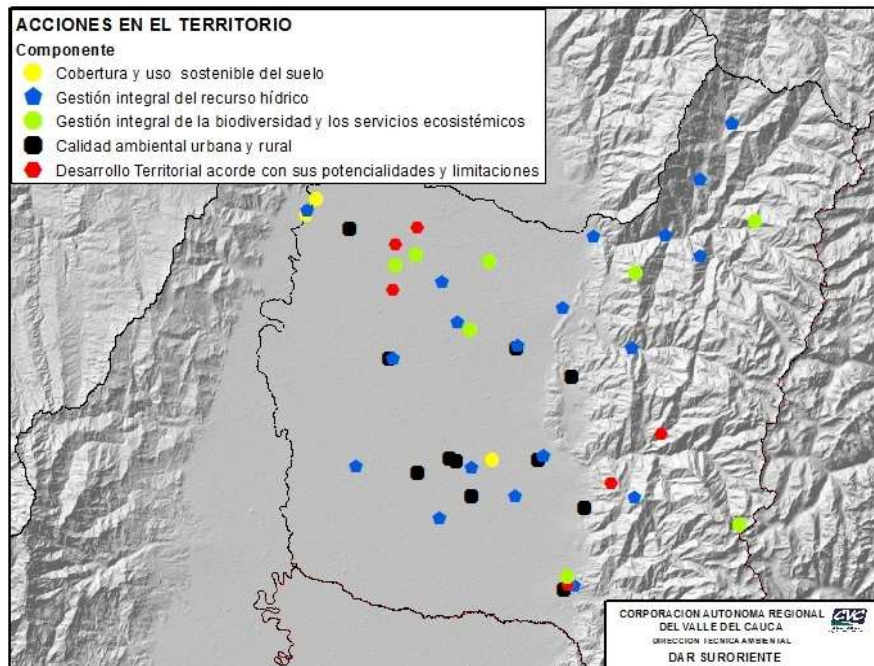 ACCIONES EN EL TERRITORIO
Componente
Cobertura y uso sostenible del suelo
Gestión integral del recurso hídrico
Gestión integral de la biodiversidad y los servicios ecosistémicos
Calidad ambiental urbana y rural
Desarrollo Territorial acorde con sus potencialidades y limitaciones
CORPORACION AUTONOMA REGIONAL
DEL VALLE DEL CAUCA
CVC
DIRECCION TECNICA AMBIENTAL
DAR SURORIENTE